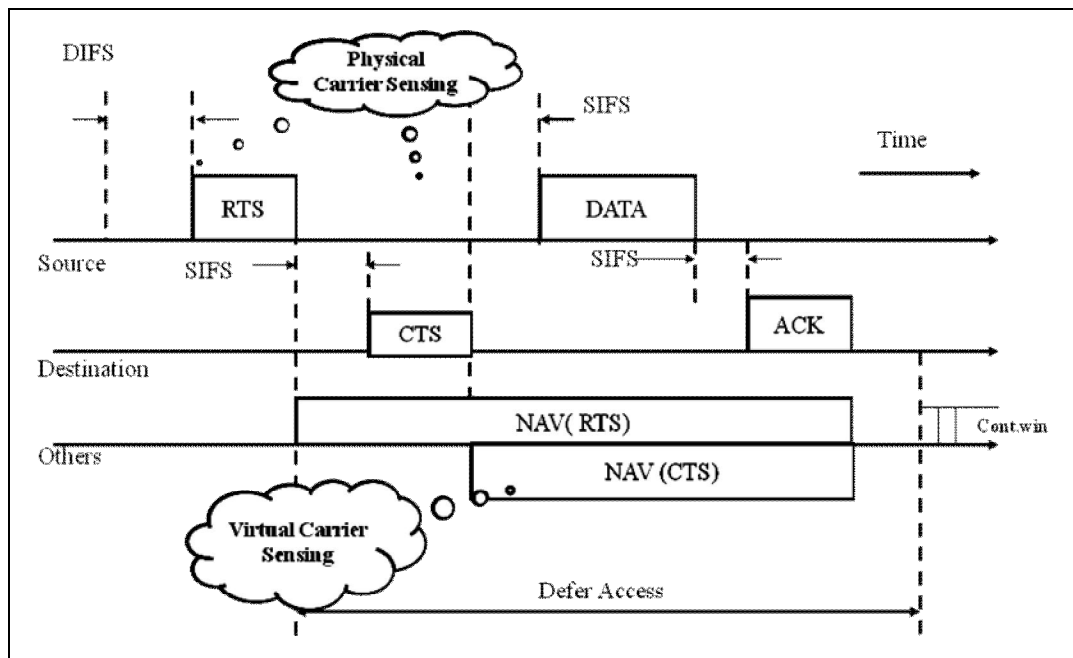 DIFS
Physical
Carrier Sensing
SIFS
Time
RTS
DATA
Source
SIFS
SIFS
CTS
ACK
Destination
NAV( RTS)
Cont.win
Others
NAV (CTS)
Virtual Carrier
Sensing
Defer Access